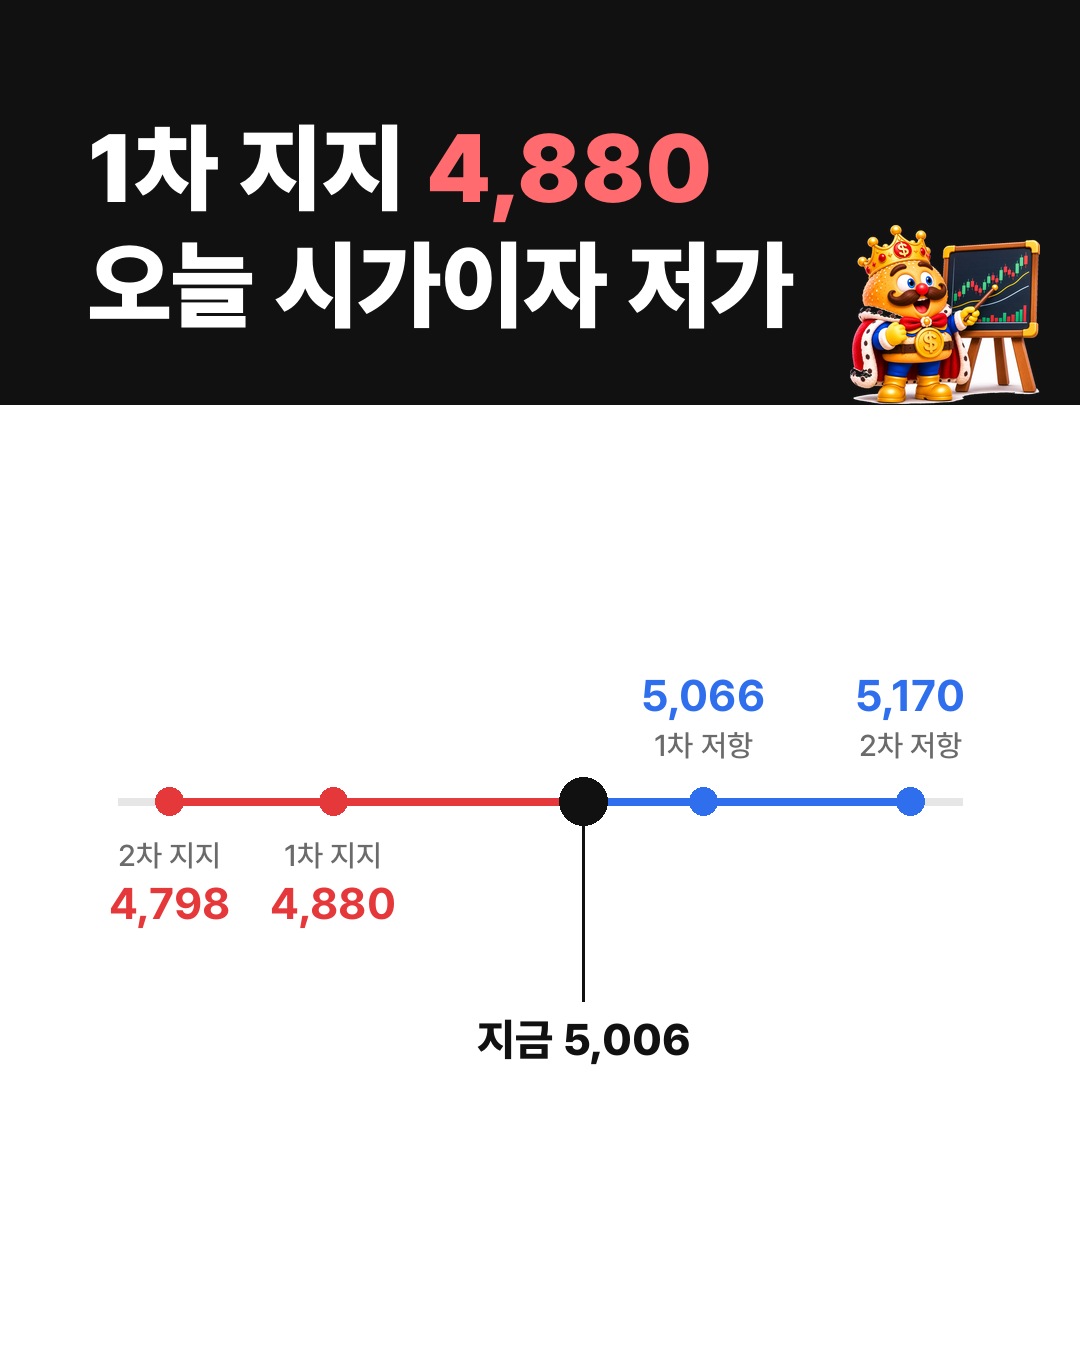 1차 지지 4,880
오늘 시가이자 저가
5,066
1차 저항
5,170
2차 저항
2차 지지
4,798
1차 지지
4,880
지금 5,006